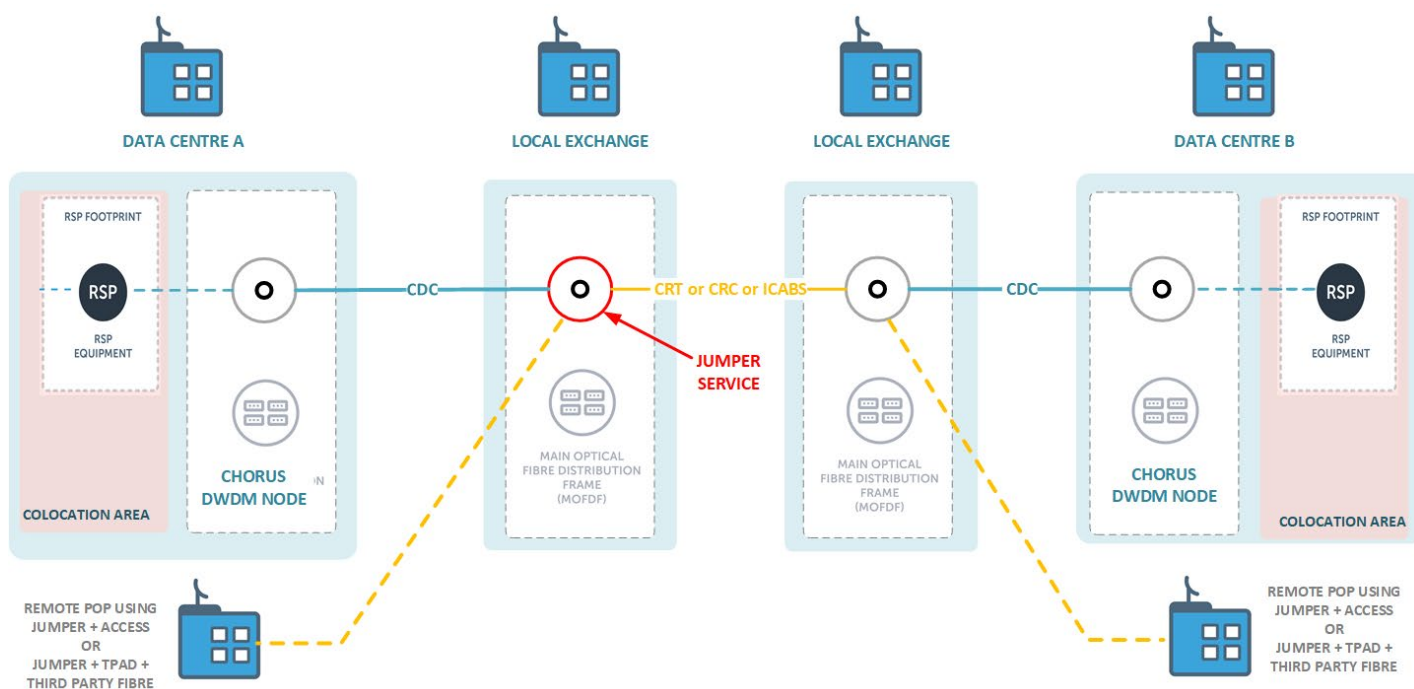 DATA CENTRE A
LOCAL EXCHANGE
LOCAL EXCHANGE
DATA CENTRE B
RSP FOOTPRINT
RSP
RSP
EQUIPMENT
COLOCATION AREA
CHORUS
DWDM NODE
CDC
CRT or CRC or ICABS
JUMPER
SERVICE
MAIN OPTICAL
FIBRE DISTRIBUTION
FRAME
(MOFDF)
MAIN OPTICAL
FIBRE DISTRIBUTION
FRAME
(MOFDF)
CDC
CHORUS
DWDM NODE
RSP FOOTPRINT
RSP
RSP
EQUIPMENT
COLOCATION AREA
REMOTE POP USING
JUMPER + ACCESS
OR
JUMPER + TPAD +
THIRD PARTY FIBRE
REMOTE POP USING
JUMPER + ACCESS
OR
JUMPER + TPAD +
THIRD PARTY FIBRE